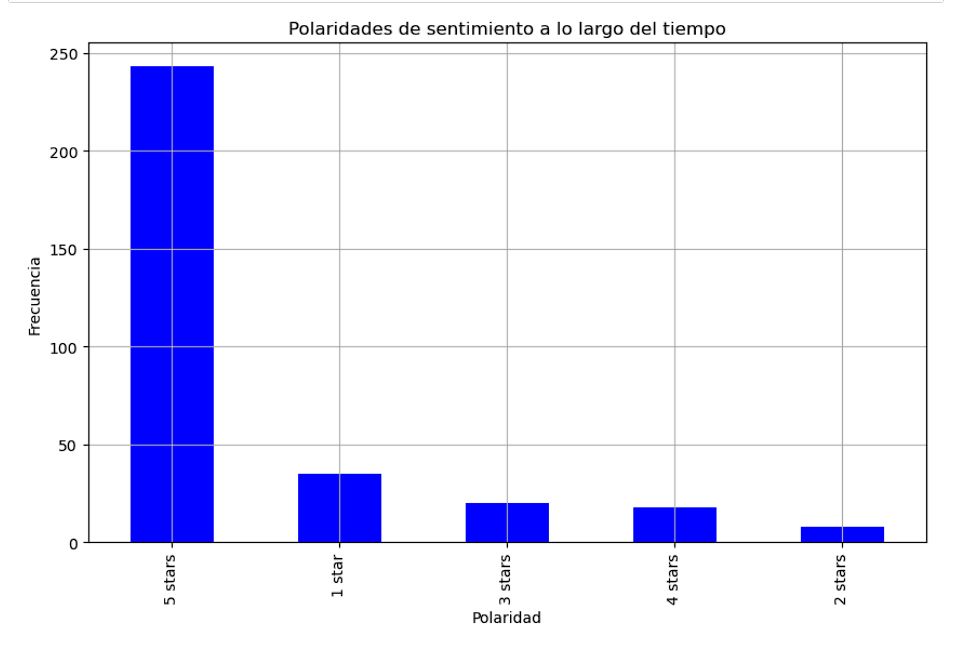 Polaridades de sentimiento a lo largo del tiempo
250
200
150
100
50
0
Frecuencia
5 stars
1 star
3 stars
4 stars
2 stars
Polaridad